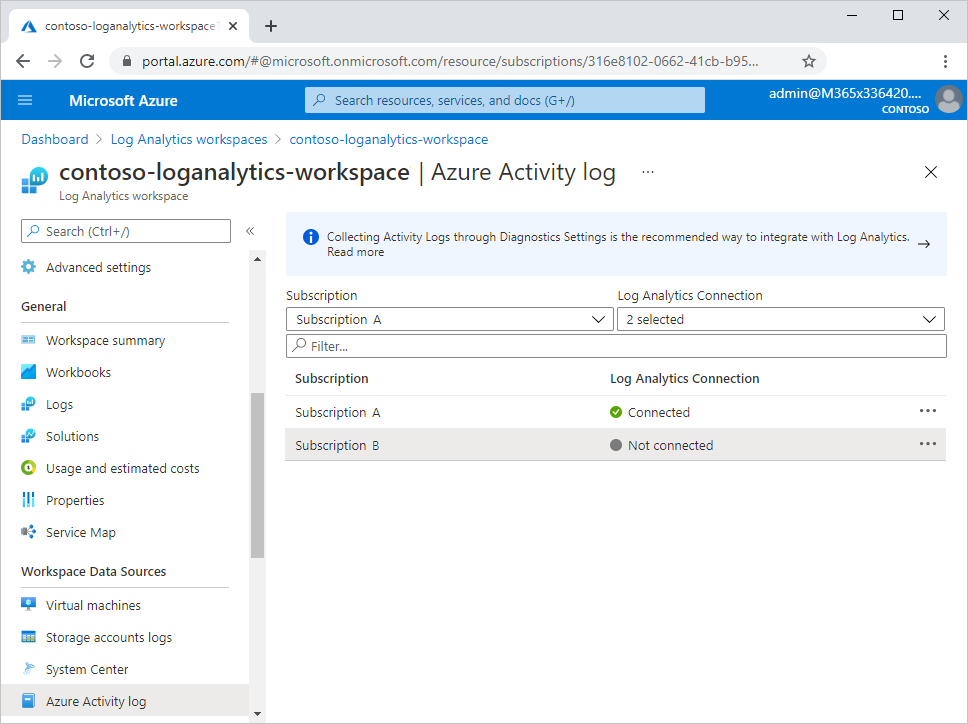 contoso-loganalytics-workspace
portal.azure.com/#@microsoft.onmicrosoft.com/resource/subscriptions/316e8102-0662-41cb-b95...
Microsoft Azure
Search resources, services, and docs (G+/)
admin@M365x336420....
CONTOSO
Dashboard > Log Analytics workspaces > contoso-loganalytics-workspace
contoso-loganalytics-workspace | Azure Activity log ...
Log Analytics workspace
Search (Ctrl+/)
Advanced settings
General
Workspace summary
Workbooks
Logs
Solutions
Usage and estimated costs
Properties
Service Map
Workspace Data Sources
Virtual machines
Storage accounts logs
System Center
Azure Activity log
Collecting Activity Logs through Diagnostics Settings is the recommended way to integrate with Log Analytics.
Read more
Subscription
Log Analytics Connection
Subscription A
2 selected
Filter...
Subscription Log Analytics Connection
Subscription A Connected
Subscription B Not connected